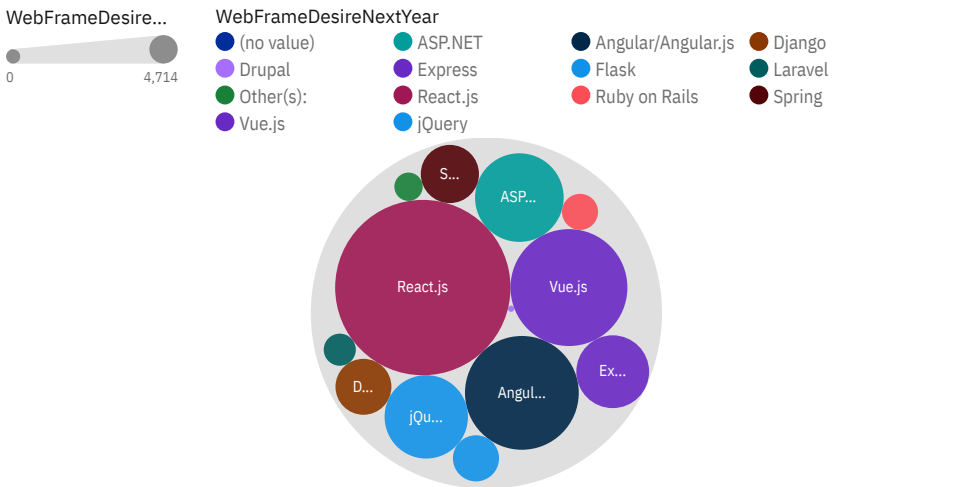 WebFrameDesire...
0 4,714
WebFrameDesireNextYear
(no value) ASP.NET Angular/Angular.js Django
Drupal Express Flask Laravel
Other(s): React.js Ruby on Rails Spring
Vue.js jQuery
S...
ASP...
React.js Vue.js
Ex...
D... Angul...
jQu...